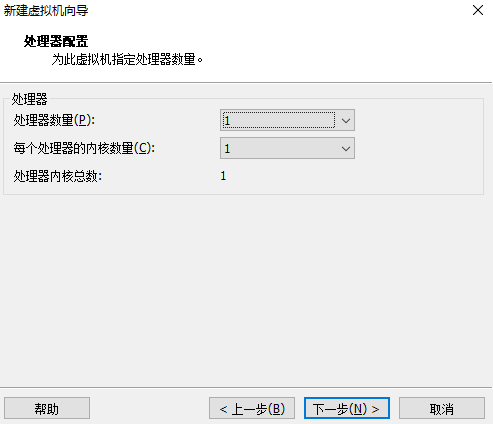 新建虚拟机向导
处理器配置
为此虚拟机指定处理器数量。
处理器
处理器数量(P): 1
每个处理器的内核数量(C): 1
处理器内核总数: 1
帮助 < 上一步(B) 下一步(N) > 取消